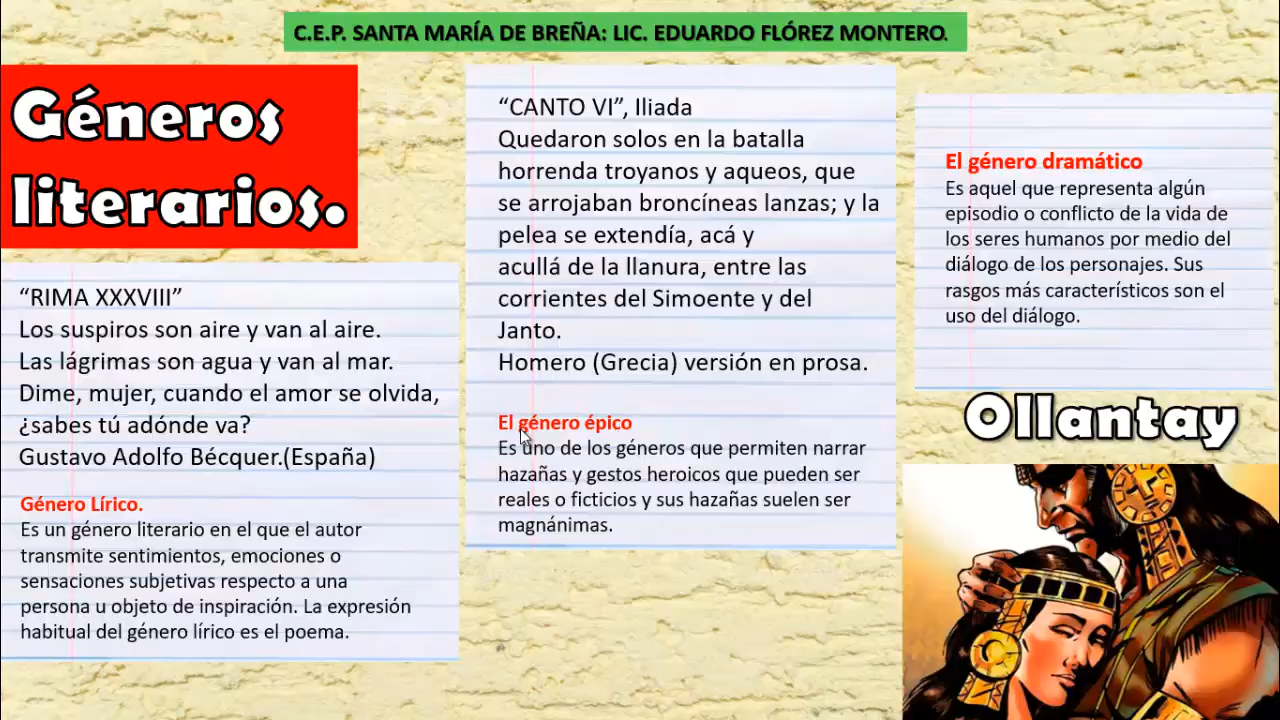 C.E.P. SANTA MARÍA DE BREÑA: LIC. EDUARDO FLÓREZ MONTERO.
Géneros
literarios.
“RIMA XXXVIII”
Los suspiros son aire y van al aire.
Las lágrimas son agua y van al mar.
Dime, mujer, cuando el amor se olvida,
¿sabes tú adónde va?
Gustavo Adolfo Bécquer.(España)
Género Lírico.
Es un género literario en el que el autor
transmite sentimientos, emociones o
sensaciones subjetivas respecto a una
persona u objeto de inspiración. La expresión
habitual del género lírico es el poema.
“CANTO VI”, Iliada
Quedaron solos en la batalla
horrenda troyanos y aqueos, que
se arrojaban broncíneas lanzas; y la
pelea se extendía, acá y
acullá de la llanura, entre las
corrientes del Simoente y del
Janto.
Homero (Grecia) versión en prosa.
El género épico
Es uno de los géneros que permiten narrar
hazañas y gestos heroicos que pueden ser
reales o ficticios y sus hazañas suelen ser
magnánimas.
El género dramático
Es aquel que representa algún
episodio o conflicto de la vida de
los seres humanos por medio del
diálogo de los personajes. Sus
rasgos más característicos son el
uso del diálogo.
Ollantay